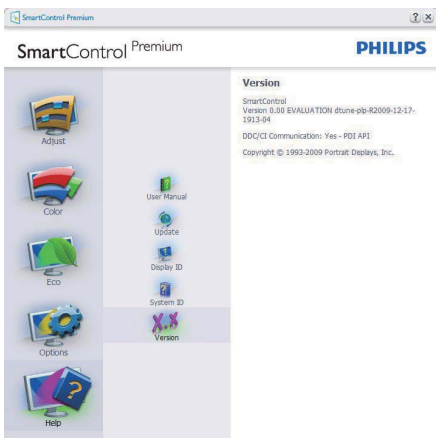 SmartControl Premium
? ×
SmartControl Premium
PHILIPS
Adjust
Color
Eco
Options
Help
User Manual
Update
Display ID
System ID
X.X
Version
Version
SmartControl
Version 0.00 EVALUATION dtune-plp-R2009-12-17-
1913-04
DDC/CI Communication: Yes - PDI API
Copyright © 1993-2009 Portrait Displays, Inc.